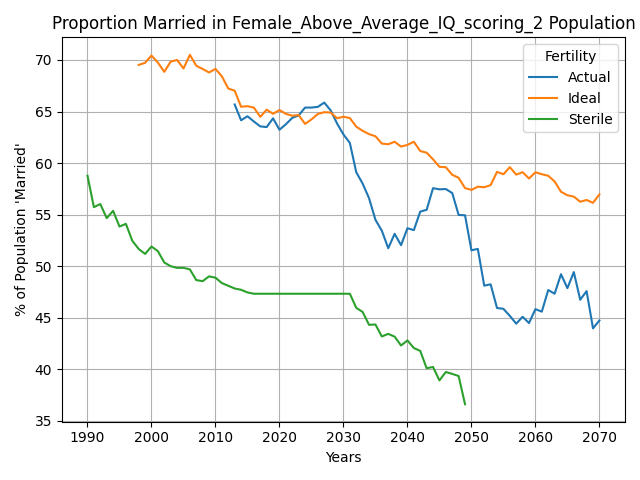 Proportion Married in Female_Above_Average_IQ_scoring_2 Population
Fertility
Actual
Ideal
Sterile
% of Population 'Married'
70
65
60
55
50
45
40
35
1990 2000 2010 2020 2030 2040 2050 2060 2070
Years